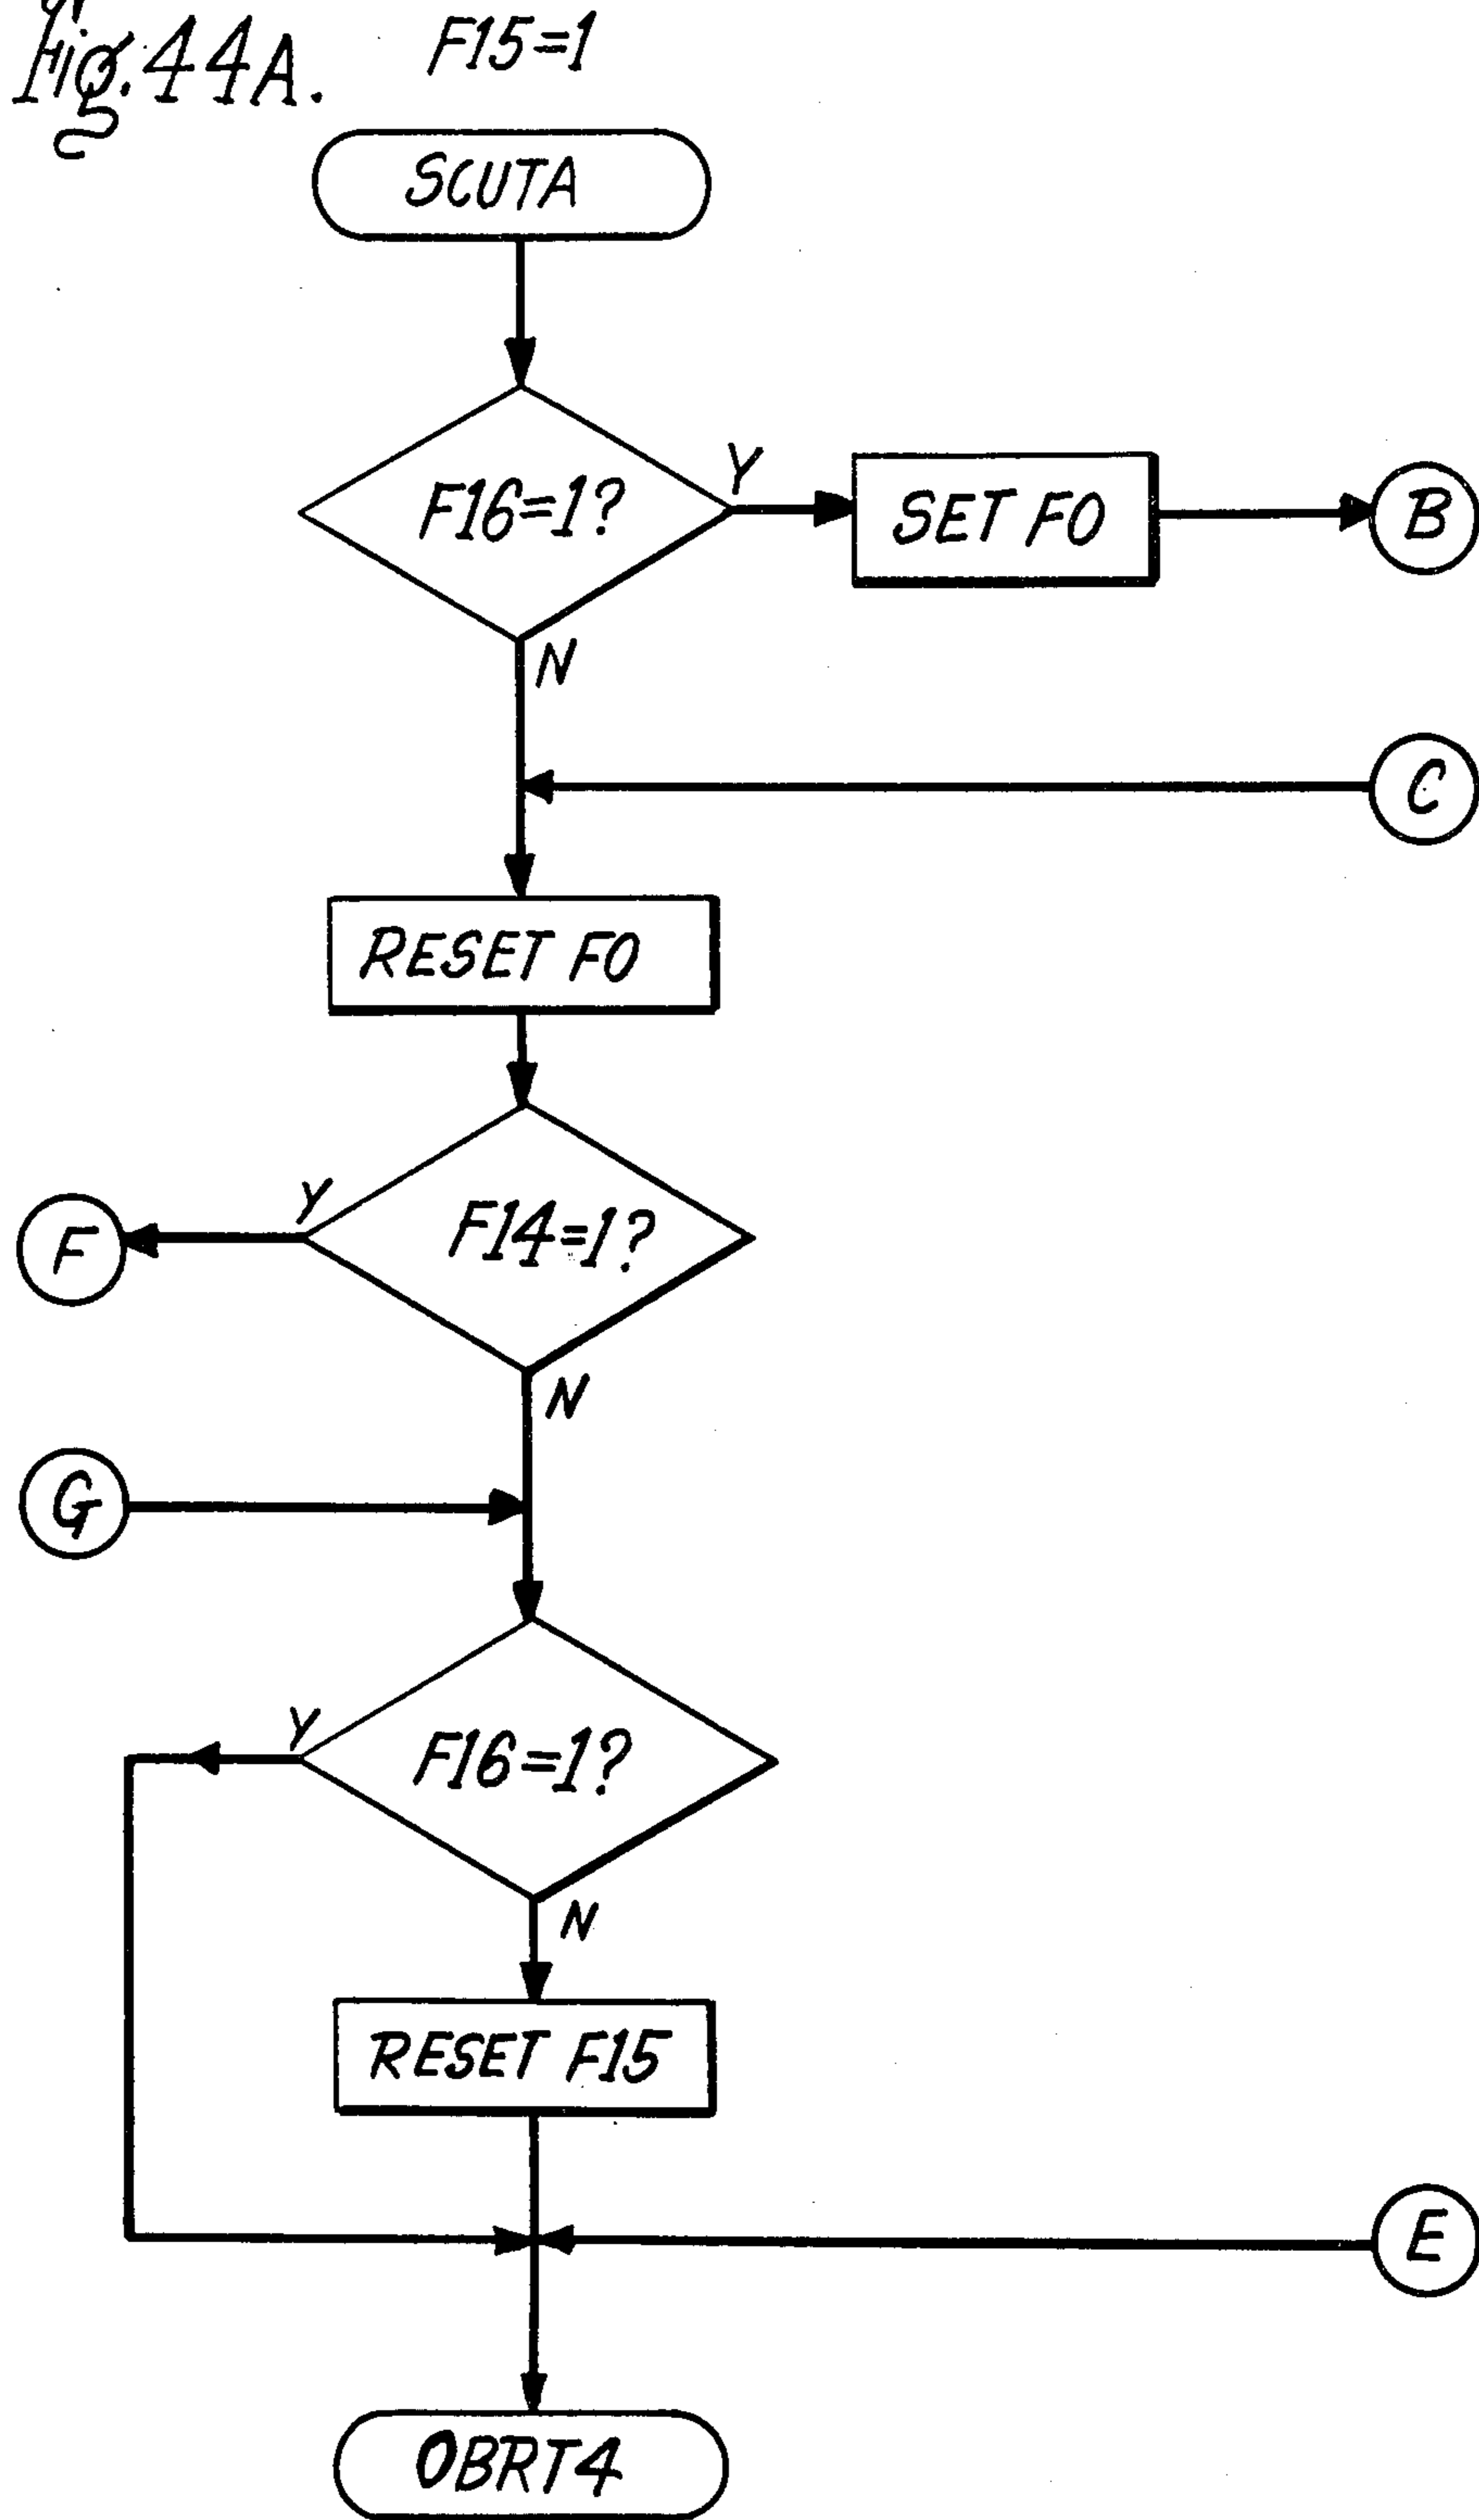 Fig. 44A.
F15=1
SCUTA
F16=1?
Y
SET F0
B
N
C
RESET F0
F14=1?
Y
F
N
G
F16=1?
Y
N
RESET F15
E
OBRT4